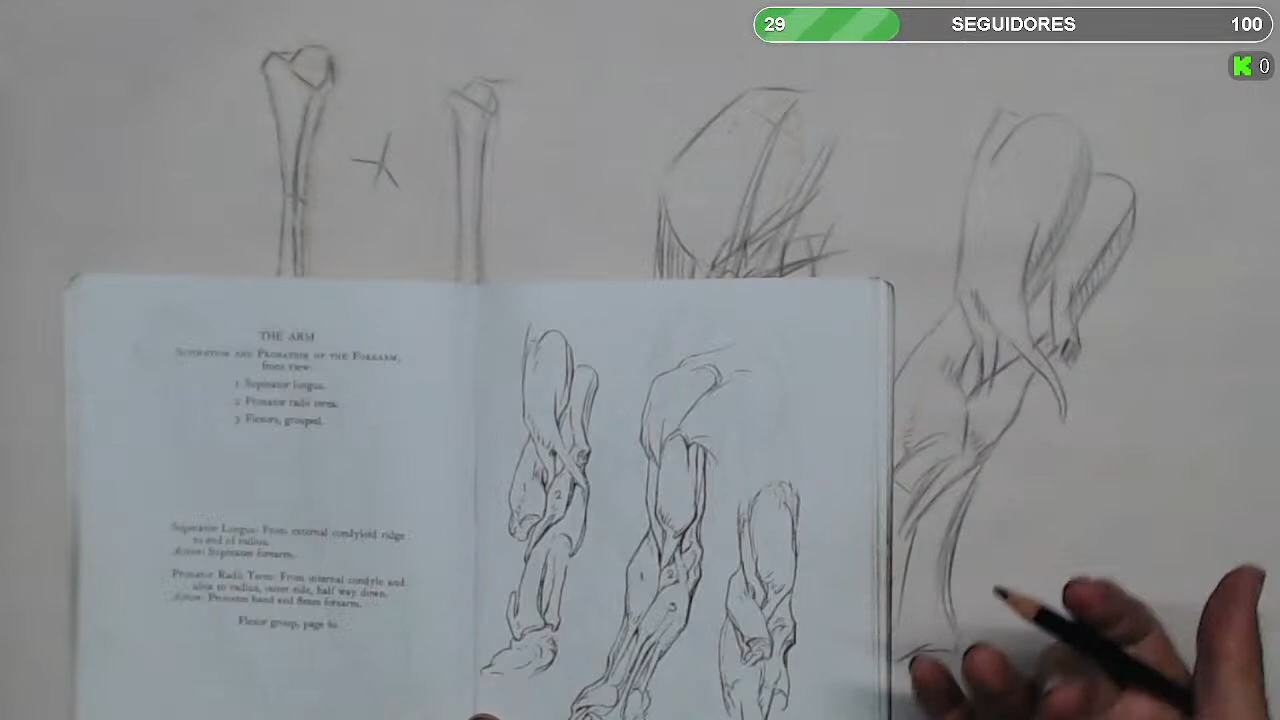 29 SEGUIDORES 100
K 0
THE ARM
Supination and Pronation of the Forearm,
front view.
1 Supinator longus.
2 Pronator radii teres.
3 Flexors, grouped.
Supinator Longus: From external condyloid ridge
to end of radius.
Action: Supinates forearm.
Pronator Radii Teres: From internal condyle and
ulna to radius, outer side, half way down.
Action: Pronates hand and flexes forearm.
Flexor group, page